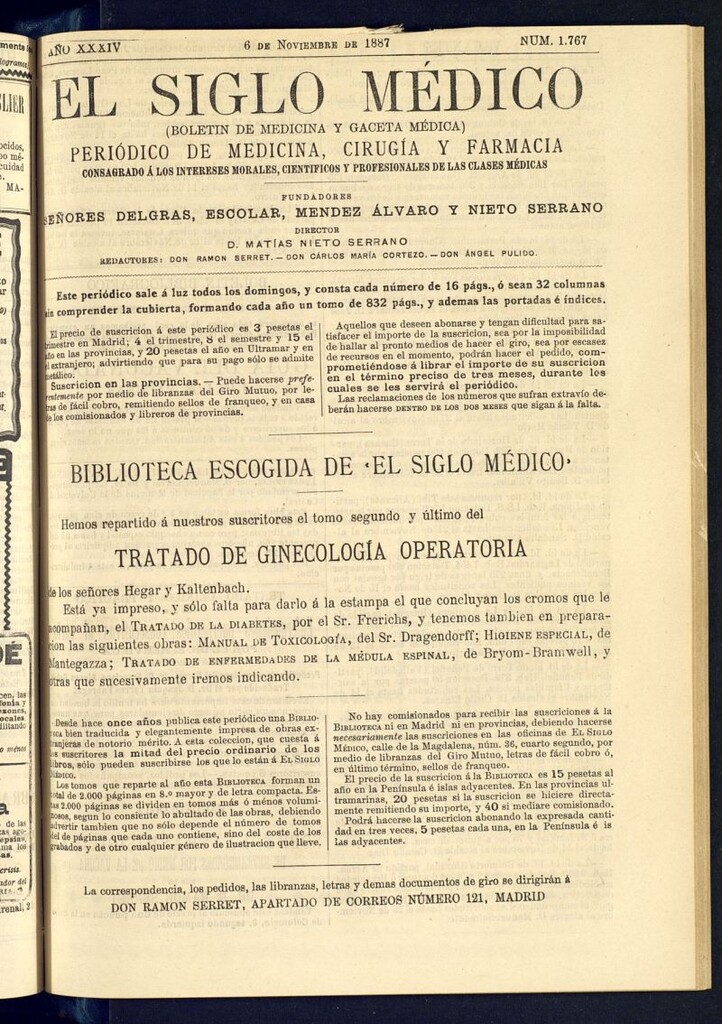 AÑO XXXIV
6 DE NOVIEMBRE DE 1887
NUM. 1.767
EL SIGLO MÉDICO
(BOLETIN DE MEDICINA Y GACETA MÉDICA)
PERIÓDICO DE MEDICINA, CIRUGÍA Y FARMACIA
CONSAGRADO Á LOS INTERESES MORALES, CIENTIFICOS Y PROFESIONALES DE LAS CLASES MÉDICAS
FUNDADORES
SEÑORES DELGRAS, ESCOLAR, MENDEZ ÁLVARO Y NIETO SERRANO
DIRECTOR
D. MATÍAS NIETO SERRANO
REDACTORES: DON RAMON SERRET. — DON CÁRLOS MARÍA CORTEZO. — DON ÁNGEL PULIDO.
Este periódico sale á luz todos los domingos, y consta cada número de 16 págs., ó sean 32 columnas
sin comprender la cubierta, formando cada año un tomo de 832 págs., y ademas las portadas é índices.
El precio de suscricion á este periódico es 3 pesetas el
trimestre en Madrid; 4 el trimestre, 8 el semestre y 15 el
año en las provincias, y 20 pesetas el año en Ultramar y en
el extranjero; advirtiendo que para su pago sólo se admite
metálico.
Suscricion en las provincias. — Puede hacerse prefe-
rentemente por medio de libranzas del Giro Mutuo, por le-
tras de fácil cobro, remitiendo sellos de franqueo, y en casa
de los comisionados y libreros de provincias.
Aquellos que deseen abonarse y tengan dificultad para sa-
tisfacer el importe de la suscricion, sea por la imposibilidad
de hallar al pronto medios de hacer el giro, sea por escasez
de recursos en el momento, podrán hacer el pedido, com-
prometiéndose á librar el importe de su suscricion
en el término preciso de tres meses, durante los
cuales se les servirá el periódico.
Las reclamaciones de los números que sufran extravío de-
berán hacerse DENTRO DE LOS DOS MESES que sigan á la falta.
BIBLIOTECA ESCOGIDA DE «EL SIGLO MÉDICO»
Hemos repartido á nuestros suscritores el tomo segundo y último del
TRATADO DE GINECOLOGÍA OPERATORIA
de los señores Hegar y Kaltenbach.
Está ya impreso, y sólo falta para darlo á la estampa el que concluyan los cromos que le
acompañan, el TRATADO DE LA DIABETES, por el Sr. Frerichs, y tenemos tambien en prepara-
cion las siguientes obras: MANUAL DE TOXICOLOGÍA, del Sr. Dragendorff; HIGIENE ESPECIAL, de
Mantegazza; TRATADO DE ENFERMEDADES DE LA MÉDULA ESPINAL, de Bryom-Bramwell, y
otras que sucesivamente iremos indicando.
Desde hace once años publica este periódico una BIBLIO-
TECA bien traducida y elegantemente impresa de obras ex-
tranjeras de notorio mérito. A esta coleccion, que cuesta á
los suscritores la mitad del precio ordinario de los
libros, sólo pueden suscribirse los que lo están á EL SIGLO
MÉDICO.
Los tomos que reparte al año esta BIBLIOTECA forman un
total de 2.000 páginas en 8.º mayor y de letra compacta. Es-
tas 2.000 páginas se dividen en tomos más ó ménos volumi-
nosos, segun lo consiente lo abultado de las obras, debiendo
advertir tambien que no sólo depende el número de tomos
del de páginas que cada uno contiene, sino del coste de los
grabados y de otro cualquier género de ilustracion que lleve.
No hay comisionados para recibir las suscriciones á la
BIBLIOTECA ni en Madrid ni en provincias, debiendo hacerse
necesariamente las suscriciones en las oficinas de EL SIGLO
MÉDICO, calle de la Magdalena, núm. 36, cuarto segundo, por
medio de libranzas del Giro Mutuo, letras de fácil cobro ó,
en último término, sellos de franqueo.
El precio de la suscricion á la BIBLIOTECA es 15 pesetas al
año en la Península é islas adyacentes. En las provincias ul-
tramarinas, 20 pesetas si la suscricion se hiciere directa-
mente remitiendo su importe, y 40 si mediare comisionado.
Podrá hacerse la suscricion abonando la expresada canti-
dad en tres veces, 5 pesetas cada una, en la Península é is
las adyacentes.
La correspondencia, los pedidos, las libranzas, letras y demas documentos de giro se dirigirán á
DON RAMON SERRET, APARTADO DE CORREOS NÚMERO 121, MADRID